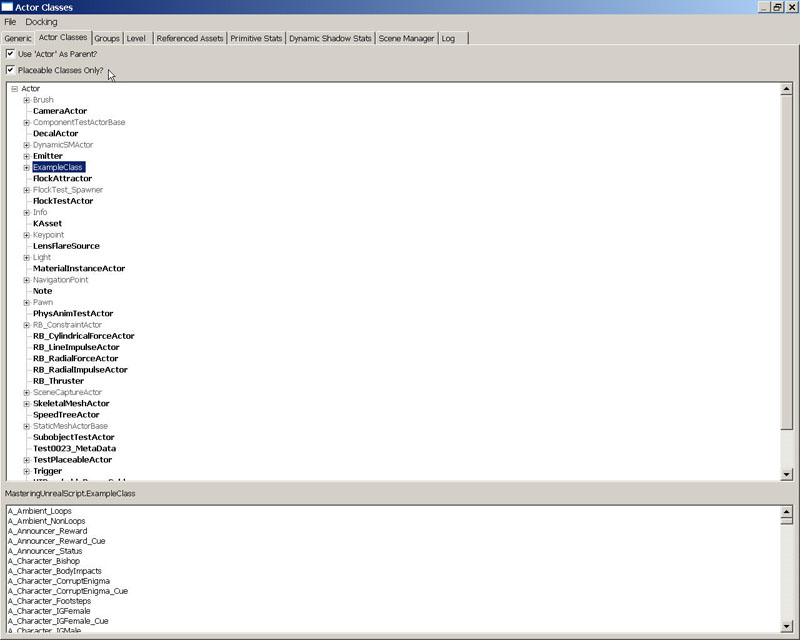 Actor Classes
File Docking
Generic Actor Classes Groups Level Referenced Assets Primitive Stats Dynamic Shadow Stats Scene Manager Log
Use 'Actor' As Parent?
Placeable Classes Only?
Actor
Brush
CameraActor
ComponentTestActorBase
DecalActor
DynamicSMActor
Emitter
ExampleClass
FlockAttractor
FlockTest_Spawner
FlockTestActor
Info
KAsset
Keypoint
LensFlareSource
Light
MaterialInstanceActor
NavigationPoint
Note
Pawn
PhysAnimTestActor
RB_ConstraintActor
RB_CylindricalForceActor
RB_LineImpulseActor
RB_RadialForceActor
RB_RadialImpulseActor
RB_Thruster
SceneCaptureActor
SkeletalMeshActor
SpeedTreeActor
StaticMeshActorBase
SubobjectTestActor
Test0023_MetaData
TestPlaceableActor
Trigger
MasteringUnrealScript.ExampleClass
A_Ambient_Loops
A_Ambient_NonLoops
A_Announcer_Reward
A_Announcer_Reward_Cue
A_Announcer_Status
A_Character_Bishop
A_Character_BodyImpacts
A_Character_CorruptEnigma
A_Character_CorruptEnigma_Cue
A_Character_Footsteps
A_Character_IGFemale
A_Character_IGFemale_Cue
A_Character_IGMale